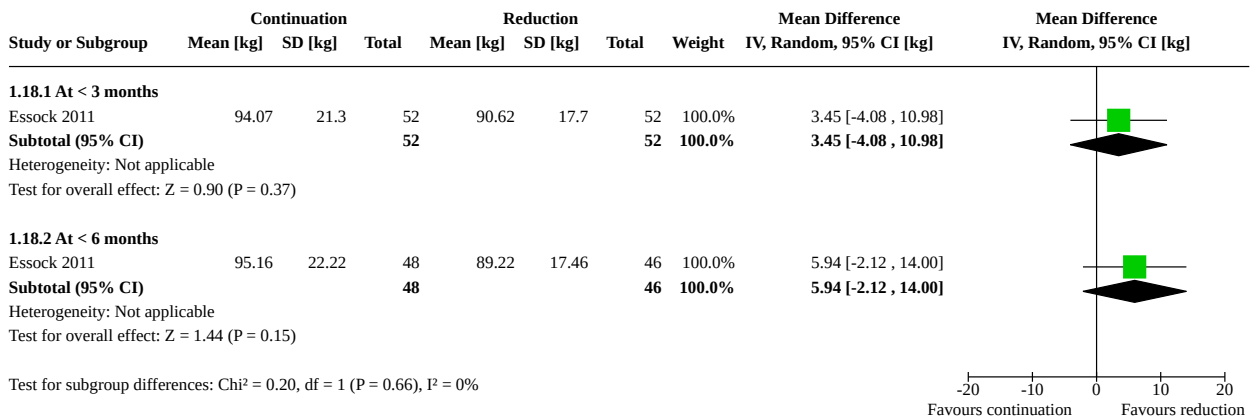 Continuation Reduction Mean Difference Mean Difference
Study or Subgroup Mean [kg] SD [kg] Total Mean [kg] SD [kg] Total Weight IV, Random, 95% CI [kg] IV, Random, 95% CI [kg]
1.18.1 At < 3 months
Essock 2011 94.07 21.3 52 90.62 17.7 52 100.0% 3.45 [-4.08 , 10.98]
Subtotal (95% CI) 52 52 100.0% 3.45 [-4.08 , 10.98]
Heterogeneity: Not applicable
Test for overall effect: Z = 0.90 (P = 0.37)
1.18.2 At < 6 months
Essock 2011 95.16 22.22 48 89.22 17.46 46 100.0% 5.94 [-2.12 , 14.00]
Subtotal (95% CI) 48 46 100.0% 5.94 [-2.12 , 14.00]
Heterogeneity: Not applicable
Test for overall effect: Z = 1.44 (P = 0.15)
Test for subgroup differences: Chi² = 0.20, df = 1 (P = 0.66), I² = 0%
-20 -10 0 10 20
Favours continuation Favours reduction